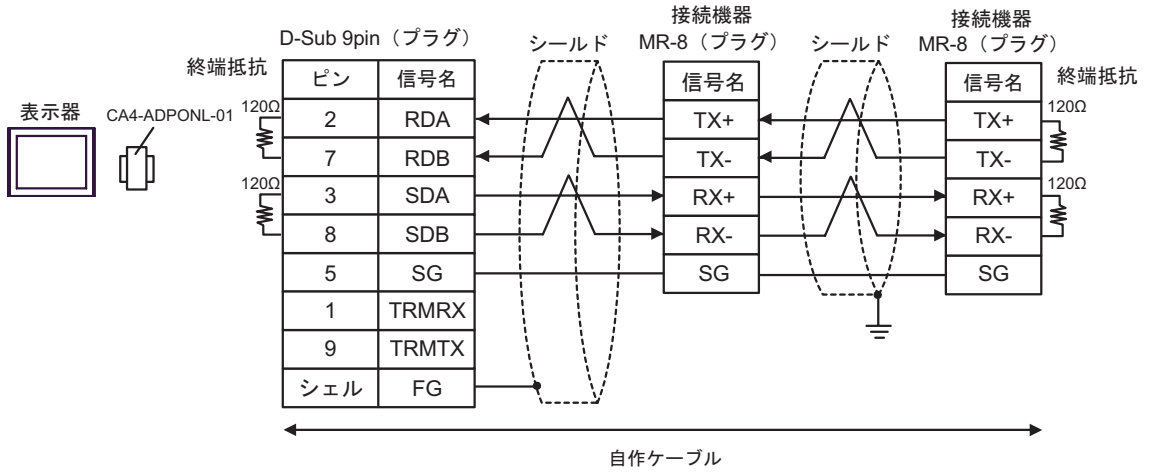 接続機器
MR-8（プラグ）
接続機器
MR-8（プラグ）
D-Sub 9pin（プラグ）
シールド
シールド
終端抵抗
ピン 信号名
信号名
信号名
終端抵抗
表示器
CA4-ADPONL-01
120Ω
2 RDA
TX+
TX+
120Ω
7 RDB
TX-
TX-
120Ω
3 SDA
RX+
RX+
120Ω
8 SDB
RX-
RX-
5 SG
SG
SG
1 TRMRX
9 TRMTX
シェル FG
自作ケーブル